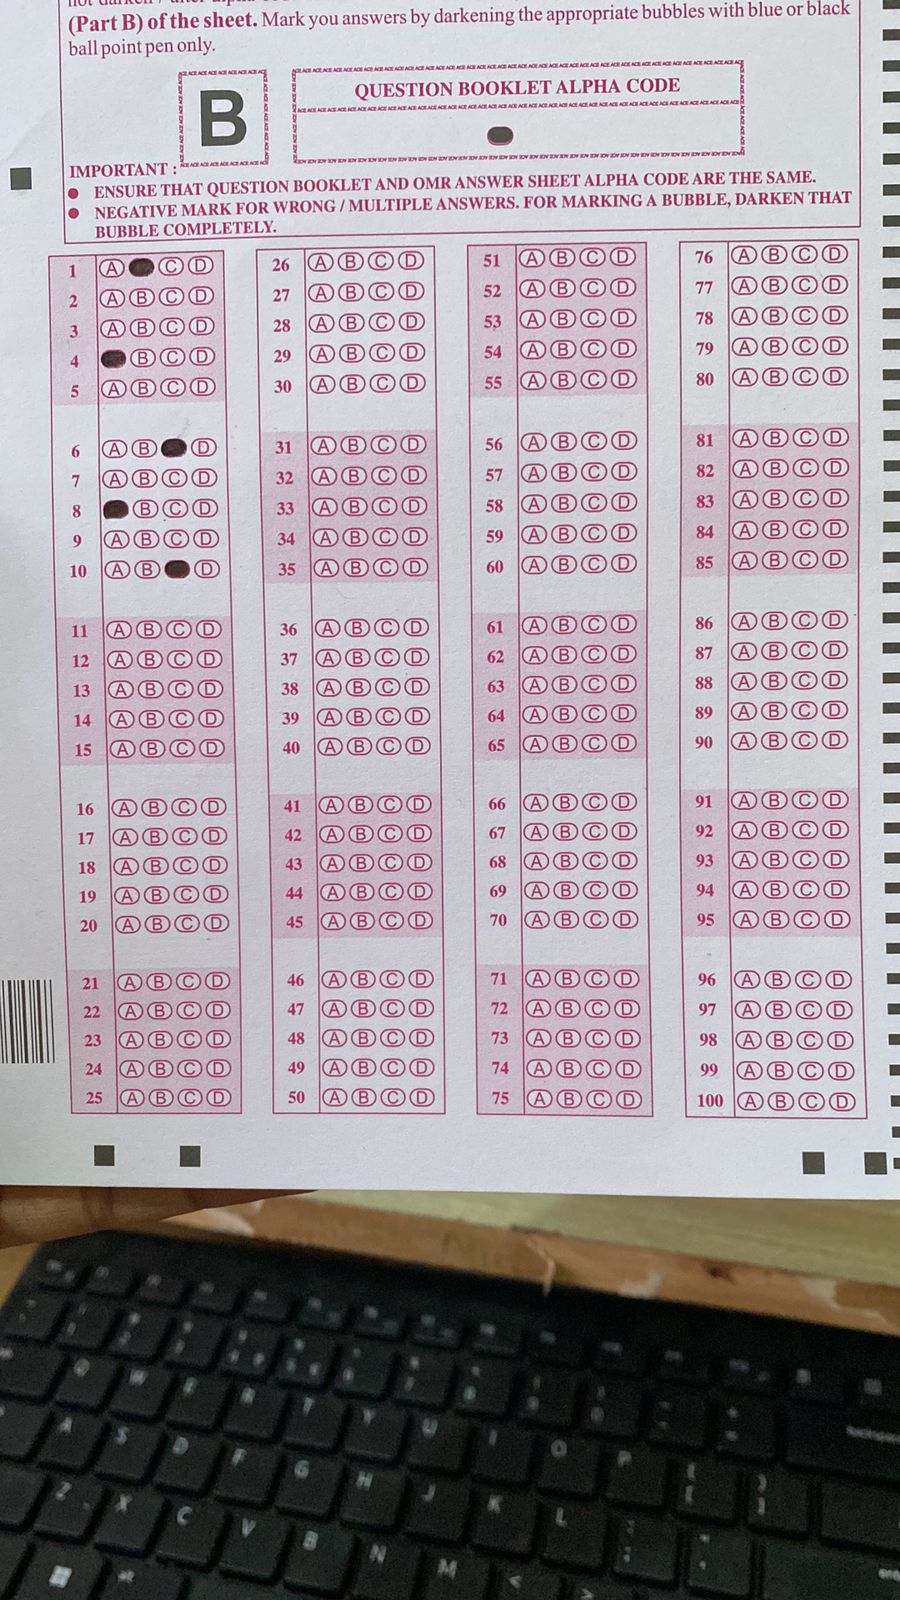 (Part B) of the sheet. Mark you answers by darkening the appropriate bubbles with blue or black
ball point pen only.
B
QUESTION BOOKLET ALPHA CODE
IMPORTANT :
● ENSURE THAT QUESTION BOOKLET AND OMR ANSWER SHEET ALPHA CODE ARE THE SAME.
● NEGATIVE MARK FOR WRONG / MULTIPLE ANSWERS. FOR MARKING A BUBBLE, DARKEN THAT
BUBBLE COMPLETELY.
1 A C D
2 A B C D
3 A B C D
4 B C D
5 A B C D
6 A B D
7 A B C D
8 B C D
9 A B C D
10 A B D
11 A B C D
12 A B C D
13 A B C D
14 A B C D
15 A B C D
16 A B C D
17 A B C D
18 A B C D
19 A B C D
20 A B C D
21 A B C D
22 A B C D
23 A B C D
24 A B C D
25 A B C D
26 A B C D
27 A B C D
28 A B C D
29 A B C D
30 A B C D
31 A B C D
32 A B C D
33 A B C D
34 A B C D
35 A B C D
36 A B C D
37 A B C D
38 A B C D
39 A B C D
40 A B C D
41 A B C D
42 A B C D
43 A B C D
44 A B C D
45 A B C D
46 A B C D
47 A B C D
48 A B C D
49 A B C D
50 A B C D
51 A B C D
52 A B C D
53 A B C D
54 A B C D
55 A B C D
56 A B C D
57 A B C D
58 A B C D
59 A B C D
60 A B C D
61 A B C D
62 A B C D
63 A B C D
64 A B C D
65 A B C D
66 A B C D
67 A B C D
68 A B C D
69 A B C D
70 A B C D
71 A B C D
72 A B C D
73 A B C D
74 A B C D
75 A B C D
76 A B C D
77 A B C D
78 A B C D
79 A B C D
80 A B C D
81 A B C D
82 A B C D
83 A B C D
84 A B C D
85 A B C D
86 A B C D
87 A B C D
88 A B C D
89 A B C D
90 A B C D
91 A B C D
92 A B C D
93 A B C D
94 A B C D
95 A B C D
96 A B C D
97 A B C D
98 A B C D
99 A B C D
100 A B C D
Q W E R T Y U I O P
A S D F G H J K L
Z X C V B N M